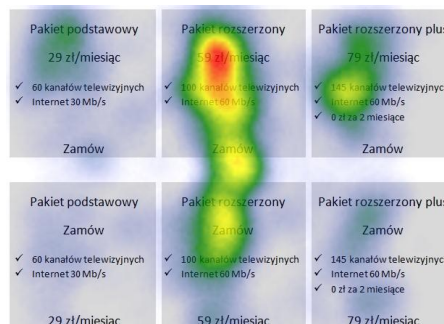 Pakiet podstawowy
29 zł/miesiąc
✓ 60 kanałów telewizyjnych
✓ Internet 30 Mb/s
Zamów
Pakiet rozszerzony
59 zł/miesiąc
✓ 100 kanałów telewizyjnych
✓ Internet 60 Mb/s
Zamów
Pakiet rozszerzony plus
79 zł/miesiąc
✓ 145 kanałów telewizyjnych
✓ Internet 60 Mb/s
✓ 0 zł za 2 miesiące
Zamów
Pakiet podstawowy
Zamów
✓ 60 kanałów telewizyjnych
✓ Internet 30 Mb/s
29 zł/miesiąc
Pakiet rozszerzony
Zamów
✓ 100 kanałów telewizyjnych
✓ Internet 60 Mb/s
59 zł/miesiąc
Pakiet rozszerzony plus
Zamów
✓ 145 kanałów telewizyjnych
✓ Internet 60 Mb/s
✓ 0 zł za 2 miesiące
79 zł/miesiąc